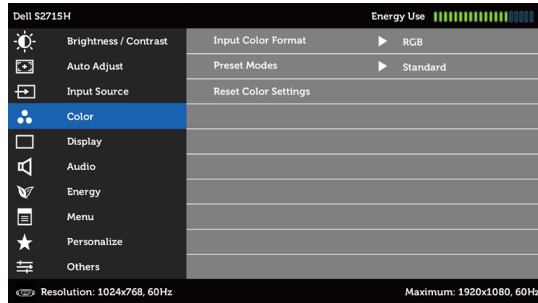 Dell S2715H Energy Use
Brightness / Contrast Input Color Format RGB
Auto Adjust Preset Modes Standard
Input Source Reset Color Settings
Color
Display
Audio
Energy
Menu
Personalize
Others
Resolution: 1024x768, 60Hz Maximum: 1920x1080, 60Hz